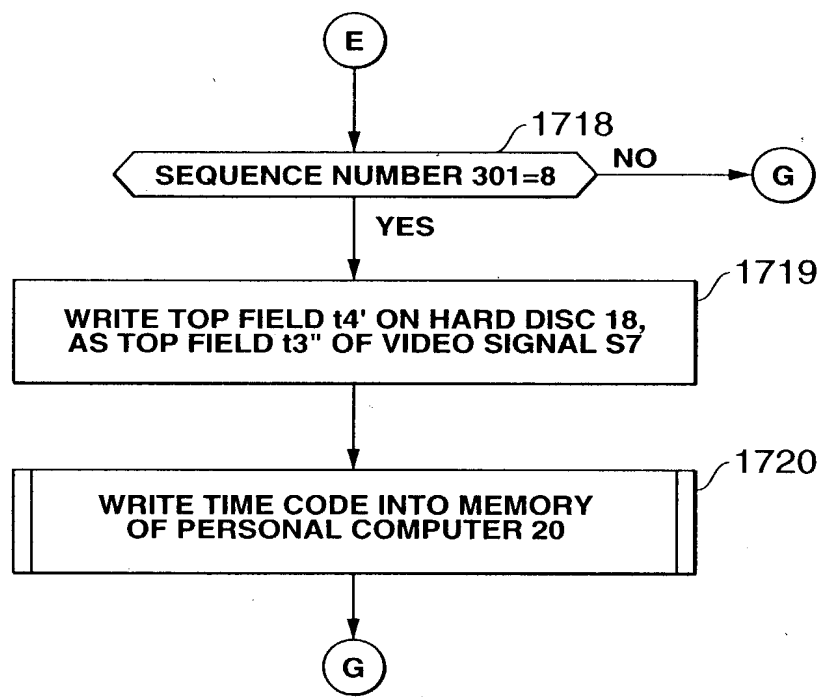 E
1718
SEQUENCE NUMBER 301=8
NO
G
YES
1719
WRITE TOP FIELD t4' ON HARD DISC 18,
AS TOP FIELD t3" OF VIDEO SIGNAL S7
1720
WRITE TIME CODE INTO MEMORY
OF PERSONAL COMPUTER 20
G